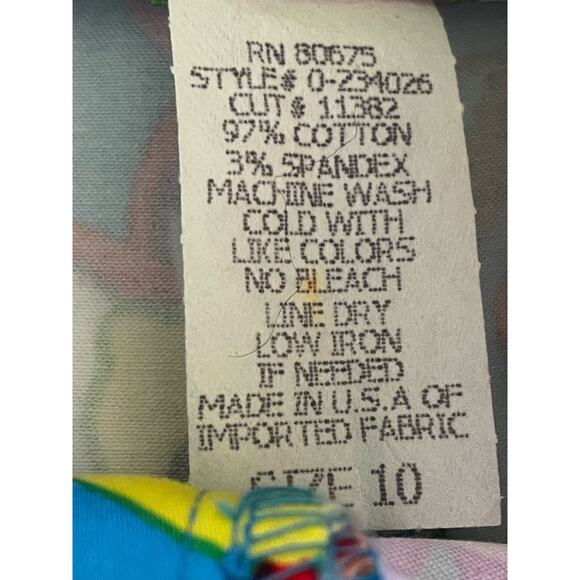 RN 80675
STYLE# 0-234026
CUT# 11382
97% COTTON
3% SPANDEX
MACHINE WASH
COLD WITH
LIKE COLORS
NO BLEACH
LINE DRY
LOW IRON
IF NEEDED
MADE IN U.S.A OF
IMPORTED FABRIC
SIZE 10